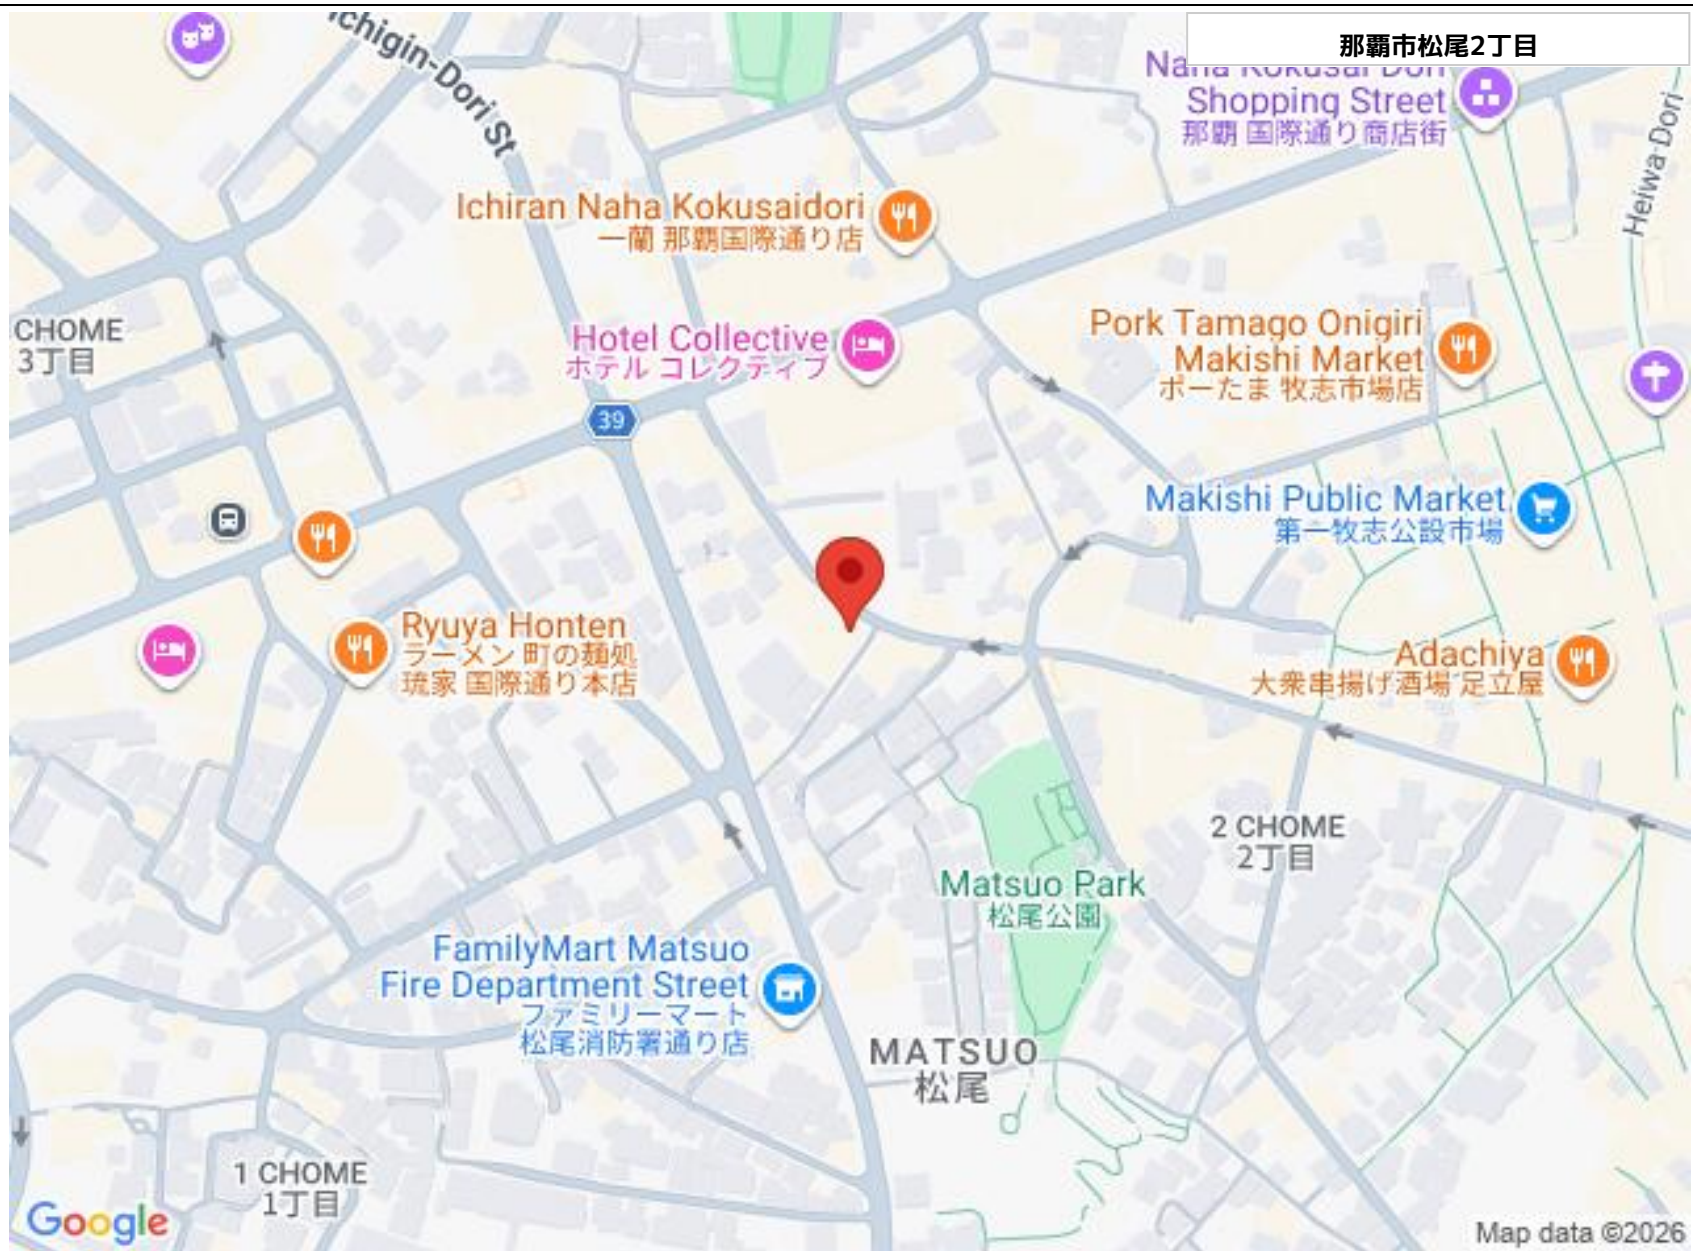 那覇市松尾2丁目
Ichigin-Dori St
Naha Kokusai Dori
Shopping Street
那覇 国際通り商店街
Heiwa Dori
Ichiran Naha Kokusaidori
一蘭 那覇国際通り店
CHOME
3丁目
Hotel Collective
ホテル コレクティブ
Pork Tamago Onigiri
Makishi Market
ポーたま 牧志市場店
39
Makishi Public Market
第一牧志公設市場
Ryuya Honten
ラーメン 町の麺処
琉家 国際通り本店
Adachiya
大衆串揚げ酒場 足立屋
2 CHOME
2丁目
Matsuo Park
松尾公園
FamilyMart Matsuo
Fire Department Street
ファミリーマート
松尾消防署通り店
MATSUO
松尾
1 CHOME
1丁目
Google
Map data ©2026